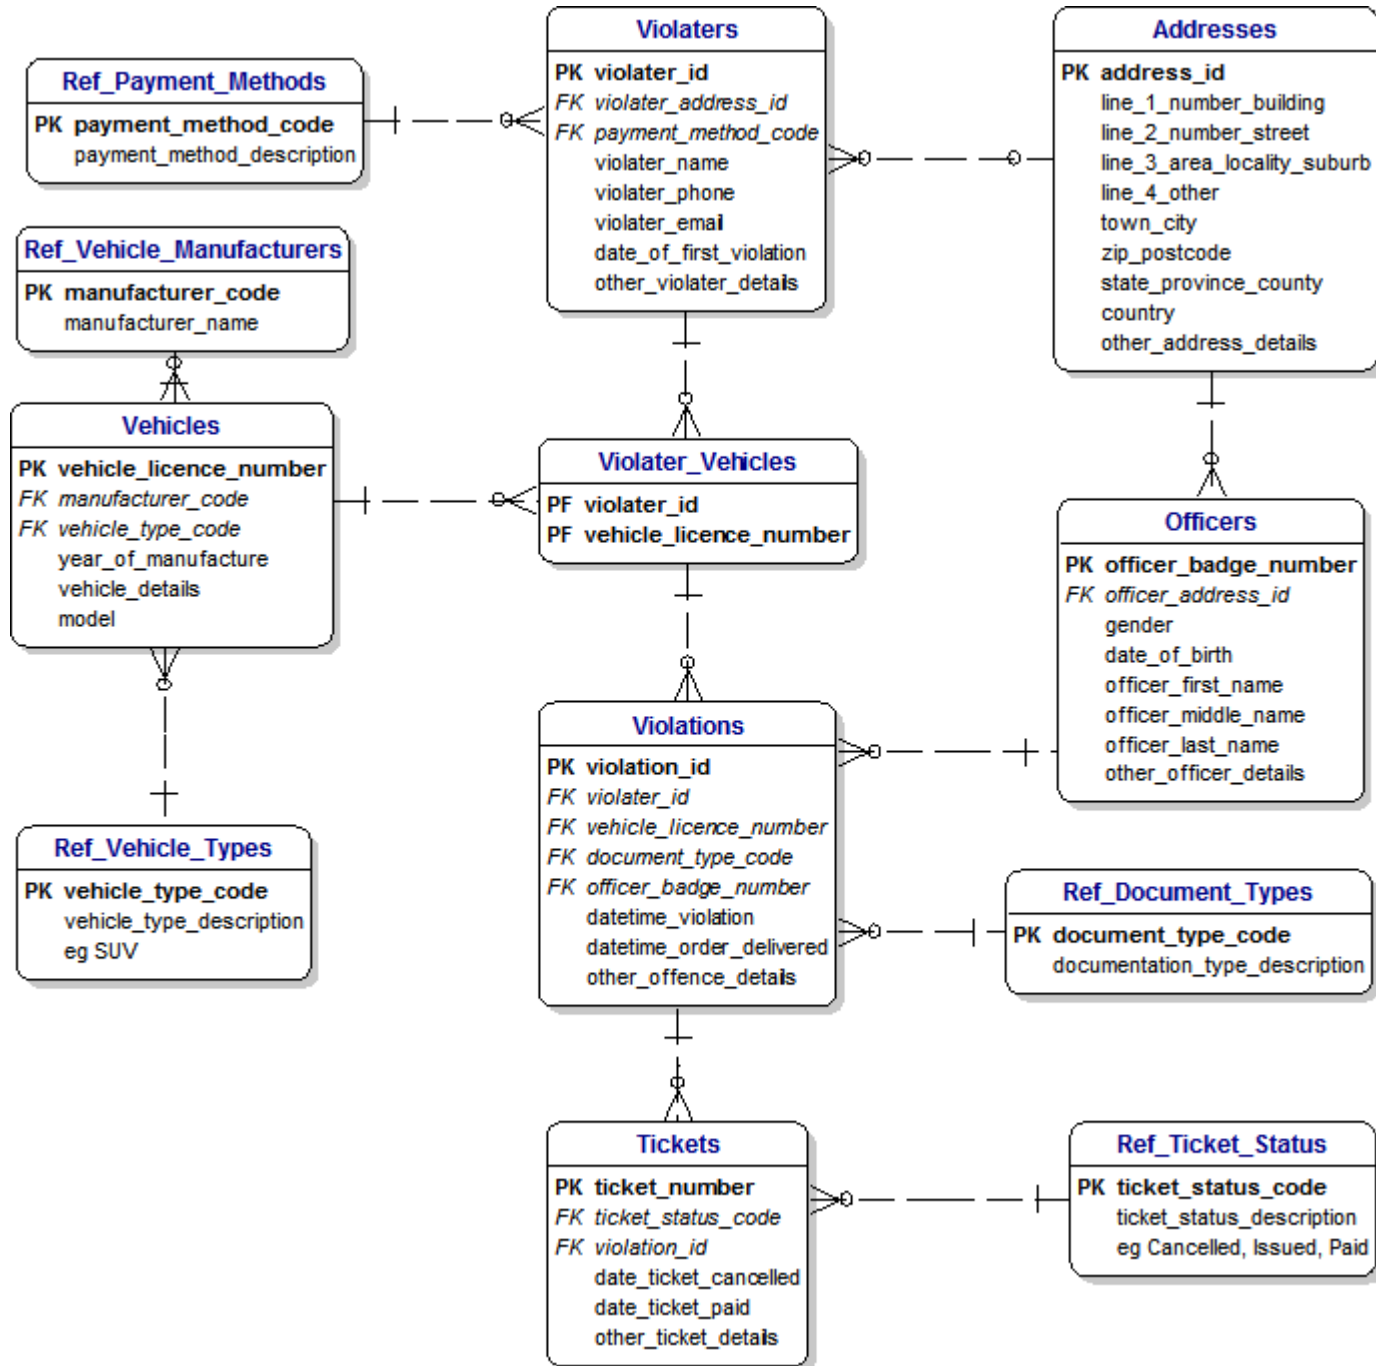 Violaters
PK violater_id
FK violater_address_id
FK payment_method_code
violater_name
violater_phone
violater_email
date_of_first_violation
other_violater_details
Addresses
PK address_id
line_1_number_building
line_2_number_street
line_3_area_locality_suburb
line_4_other
town_city
zip_postcode
state_province_county
country
other_address_details
Ref_Payment_Methods
PK payment_method_code
payment_method_description
Ref_Vehicle_Manufacturers
PK manufacturer_code
manufacturer_name
Vehicles
PK vehicle_licence_number
FK manufacturer_code
FK vehicle_type_code
year_of_manufacture
vehicle_details
model
Violater_Vehicles
PF violater_id
PF vehicle_licence_number
Officers
PK officer_badge_number
FK officer_address_id
gender
date_of_birth
officer_first_name
officer_middle_name
officer_last_name
other_officer_details
Violations
PK violation_id
FK violater_id
FK vehicle_licence_number
FK document_type_code
FK officer_badge_number
datetime_violation
datetime_order_delivered
other_offence_details
Ref_Vehicle_Types
PK vehicle_type_code
vehicle_type_description
eg SUV
Ref_Document_Types
PK document_type_code
documentation_type_description
Tickets
PK ticket_number
FK ticket_status_code
FK violation_id
date_ticket_cancelled
date_ticket_paid
other_ticket_details
Ref_Ticket_Status
PK ticket_status_code
ticket_status_description
eg Cancelled, Issued, Paid